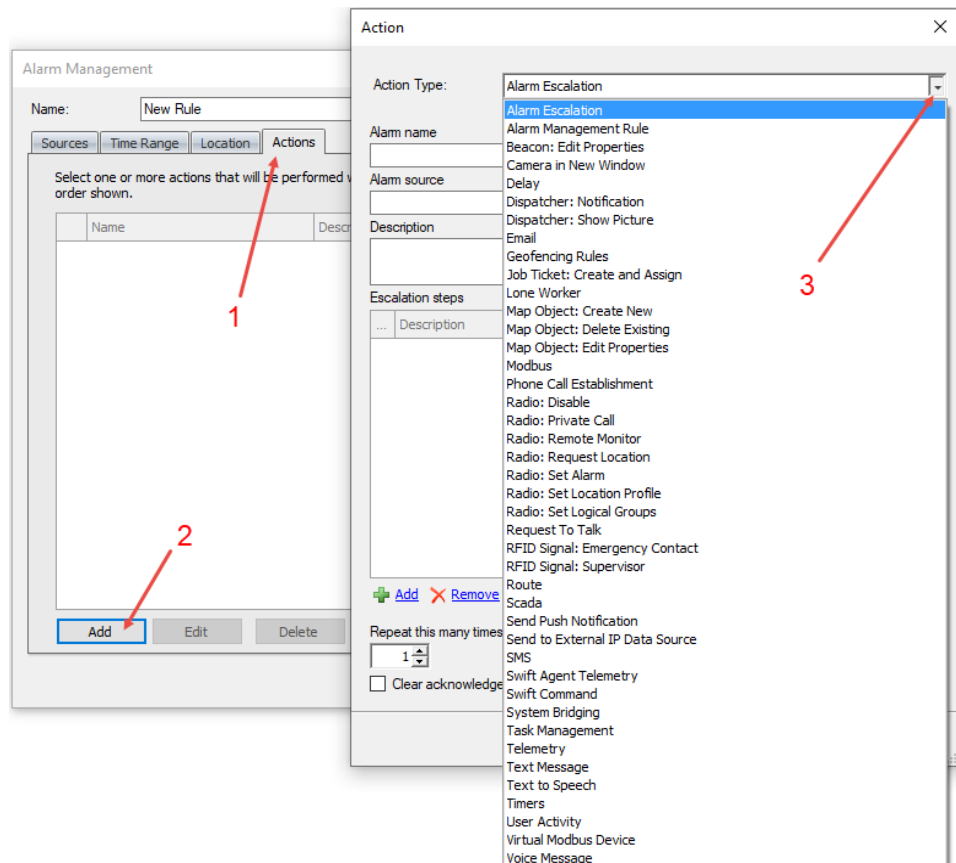 Action
Action Type:
Alarm Escalation
Alarm Management
Name:
New Rule
Sources
Time Range
Location
Actions
Select one or more actions that will be performed
order shown.
Name
Descr
1
2
Add
Edit
Delete
Alarm name
Alarm source
Description
Escalation steps
...
Description
Add
Remove
Repeat this many times
1
Clear acknowledge
3
Alarm Escalation
Alarm Management Rule
Beacon: Edit Properties
Camera in New Window
Delay
Dispatcher: Notification
Dispatcher: Show Picture
Email
Geofencing Rules
Job Ticket: Create and Assign
Lone Worker
Map Object: Create New
Map Object: Delete Existing
Map Object: Edit Properties
Modbus
Phone Call Establishment
Radio: Disable
Radio: Private Call
Radio: Remote Monitor
Radio: Request Location
Radio: Set Alarm
Radio: Set Location Profile
Radio: Set Logical Groups
Request To Talk
RFID Signal: Emergency Contact
RFID Signal: Supervisor
Route
Scada
Send Push Notification
Send to External IP Data Source
SMS
Swift Agent Telemetry
Swift Command
System Bridging
Task Management
Telemetry
Text Message
Text to Speech
Timers
User Activity
Virtual Modbus Device
Voice Message